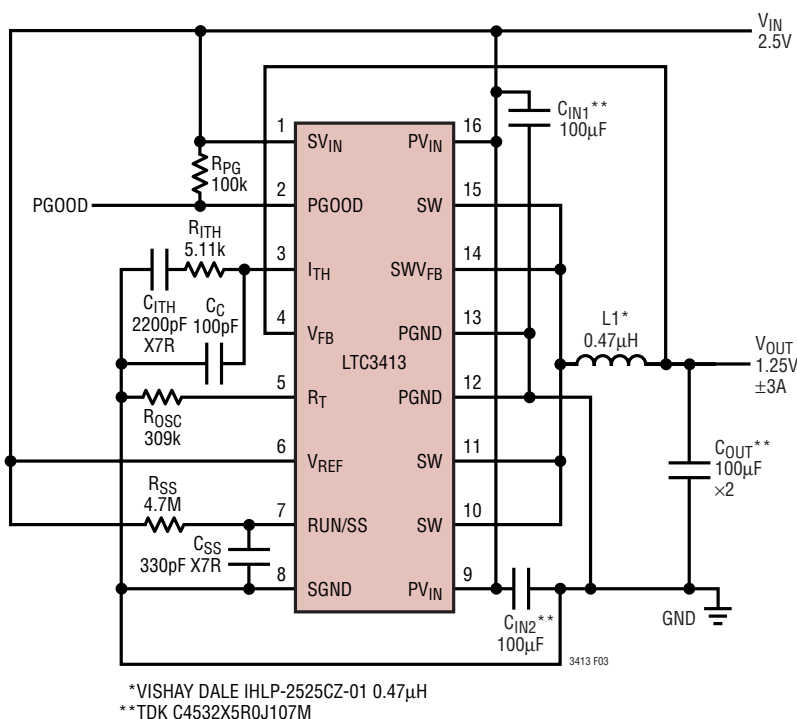 VIN
2.5V
CIN1**
100µF
1
SVIN
PVIN
16
RPG
100k
PGOOD
2
PGOOD
SW
15
RITH
5.11k
3
ITH
SWVFB
14
CITH
2200pF
X7R
CC
100pF
4
VFB
PGND
13
L1*
0.47µH
VOUT
1.25V
±3A
LTC3413
5
RT
PGND
12
ROSC
309k
6
VREF
SW
11
COUT**
100µF
×2
RSS
4.7M
7
RUN/SS
SW
10
CSS
330pF X7R
8
SGND
PVIN
9
CIN2**
100µF
GND
3413 F03
*VISHAY DALE IHLP-2525CZ-01 0.47µH
**TDK C4532X5R0J107M